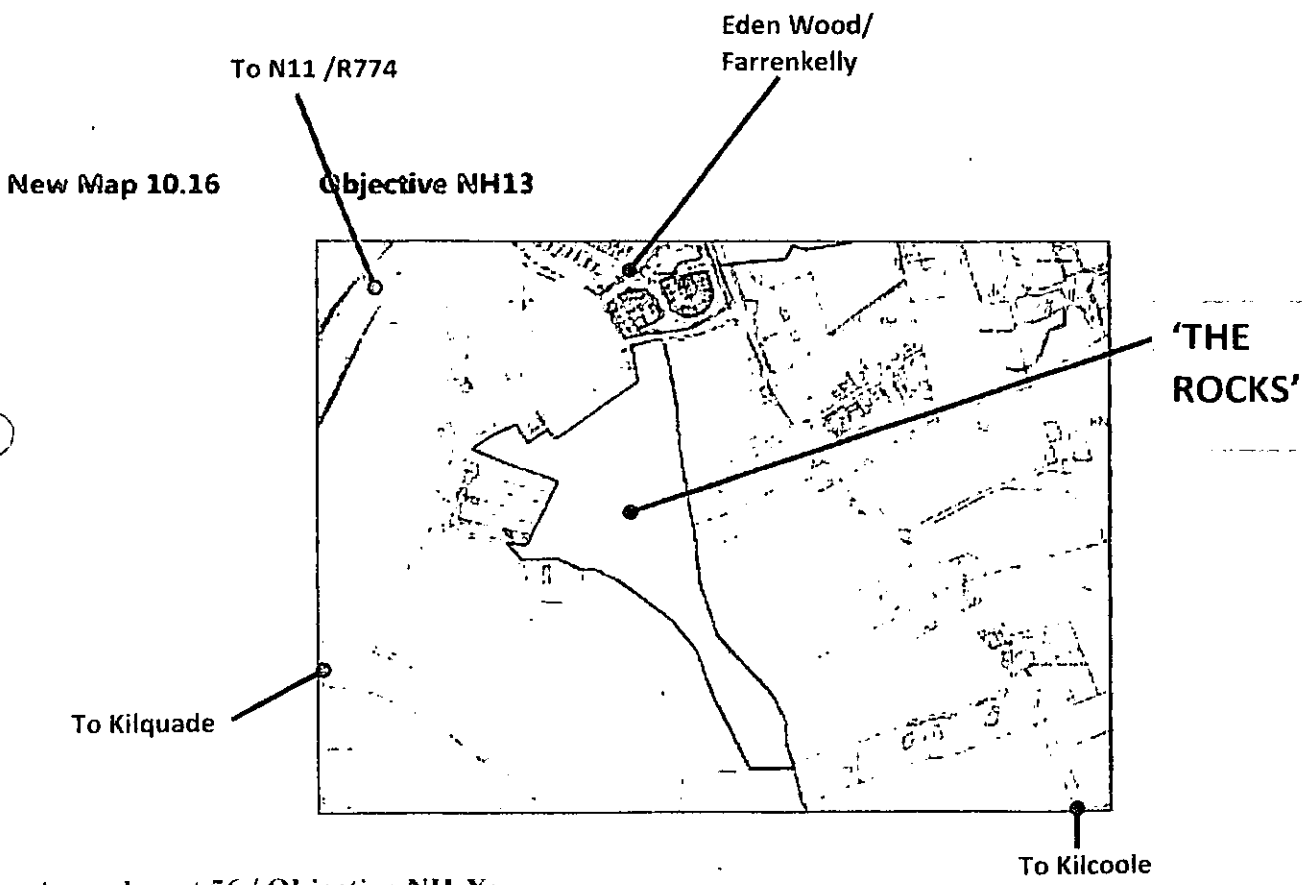 Eden Wood/
Farrenkelly
To N11 /R774
New Map 10.16 Objective NH13
'THE
ROCKS'
To Kilquade
To Kilcoole